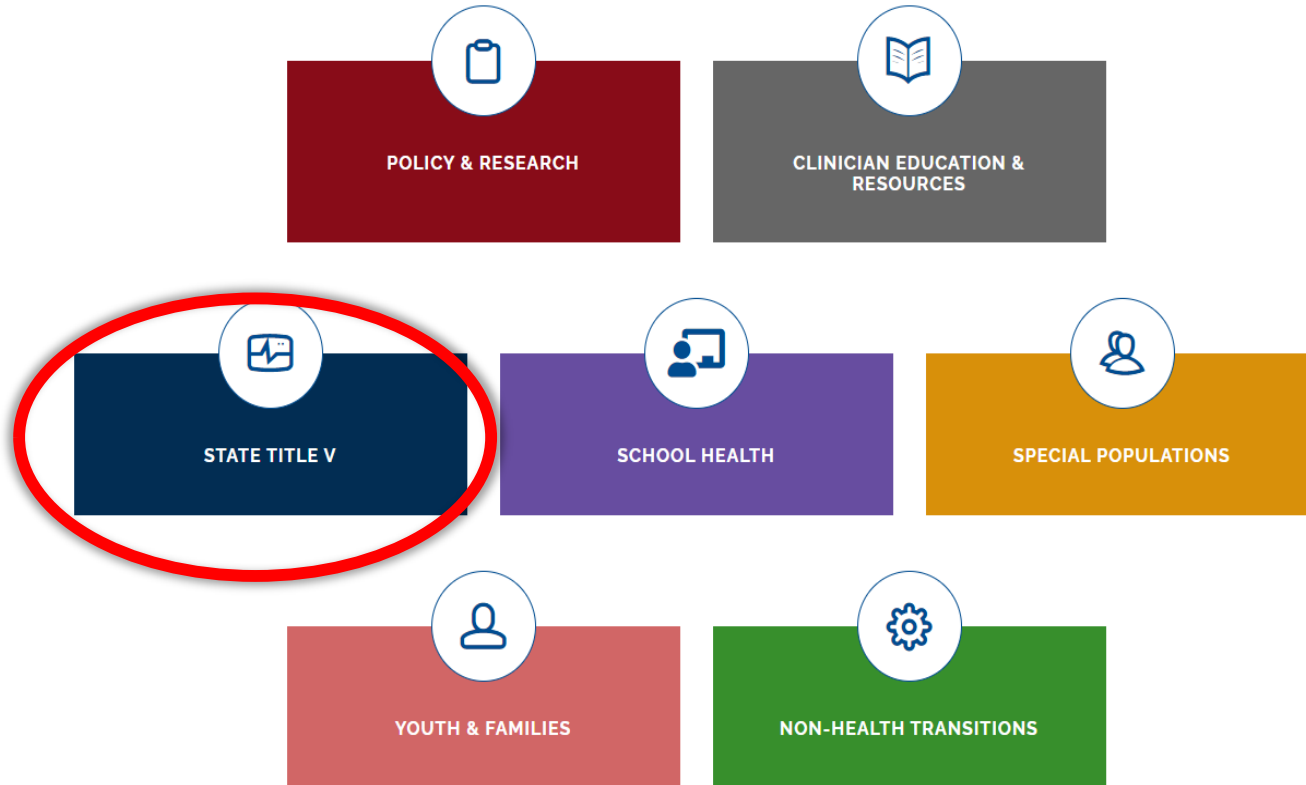 POLICY & RESEARCH
CLINICIAN EDUCATION &
RESOURCES
STATE TITLE V
SCHOOL HEALTH
SPECIAL POPULATIONS
YOUTH & FAMILIES
NON-HEALTH TRANSITIONS